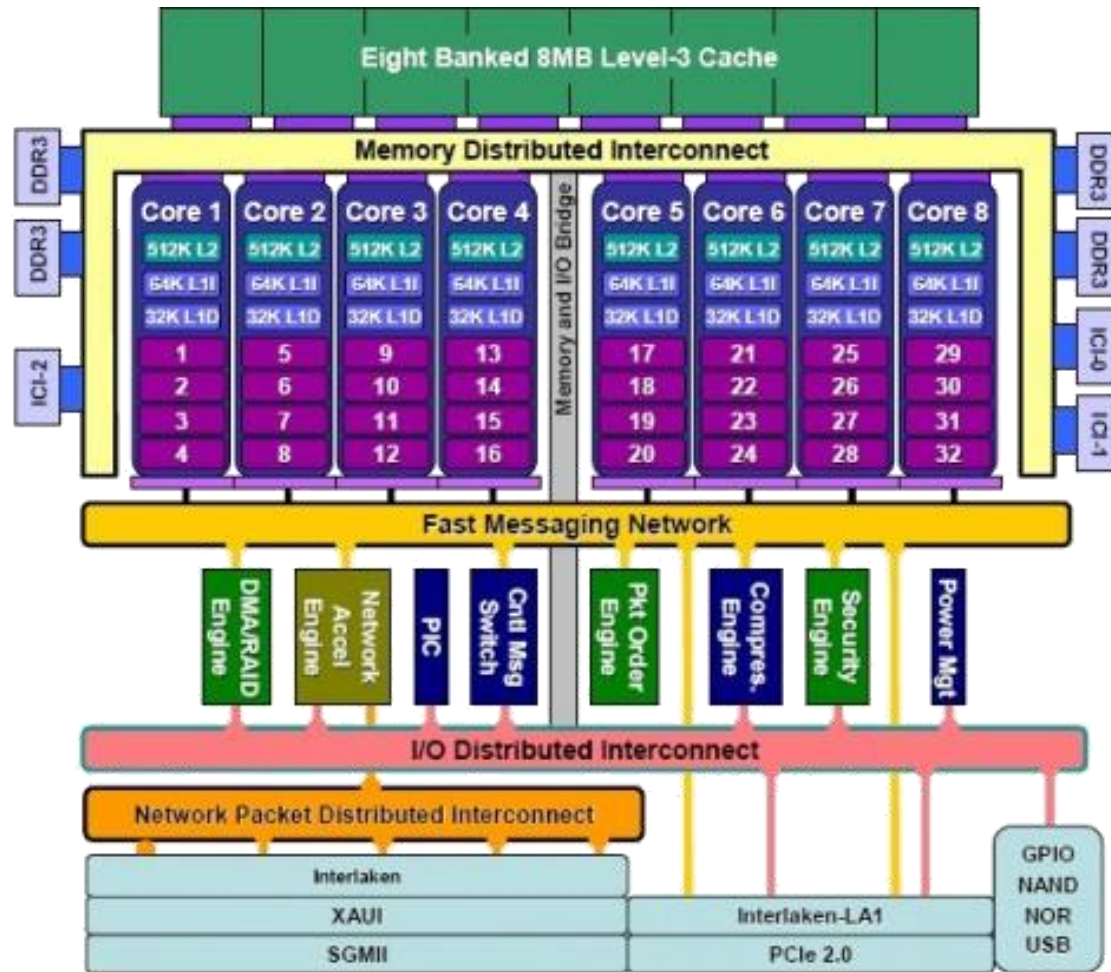 Eight Banked 8MB Level-3 Cache
Memory Distributed Interconnect
DDR3
DDR3
ICI-2
DDR3
DDR3
ICI-0
ICI-1
Core 1
512K L2
64K L1I
32K L1D
1
2
3
4
Core 2
512K L2
64K L1I
32K L1D
5
6
7
8
Core 3
512K L2
64K L1I
32K L1D
9
10
11
12
Core 4
512K L2
64K L1I
32K L1D
13
14
15
16
Memory and I/O Bridge
Core 5
512K L2
64K L1I
32K L1D
17
18
19
20
Core 6
512K L2
64K L1I
32K L1D
21
22
23
24
Core 7
512K L2
64K L1I
32K L1D
25
26
27
28
Core 8
512K L2
64K L1I
32K L1D
29
30
31
32
Fast Messaging Network
DMA/RAID
Engine
Network
Accel
Engine
PIC
Cntl Msg
Switch
Pkt Order
Engine
Compres.
Engine
Security
Engine
Power Mgt
I/O Distributed Interconnect
Network Packet Distributed Interconnect
Interlaken
XAUI
SGMII
Interlaken-LA1
PCIe 2.0
GPIO
NAND
NOR
USB